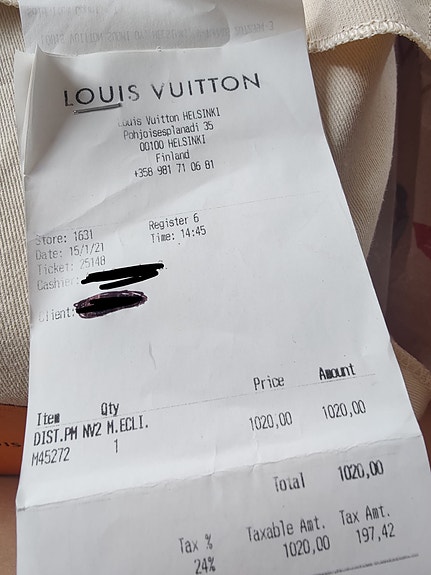 LOUIS VUITTON
Louis Vuitton HELSINKI
Pohjoisesplanadi 35
00100 HELSINKI
Finland
+358 981 71 06 81
Store: 1631 Register 6
Date: 15/1/21 Time: 14:45
Ticket: 25148
Cashier:
Client:
Item Qty Price Amount
DIST.PM NV2 M.ECLI.
M45272 1 1020,00 1020,00
Total 1020,00
Tax % Taxable Amt. Tax Amt.
24% 1020,00 197,42